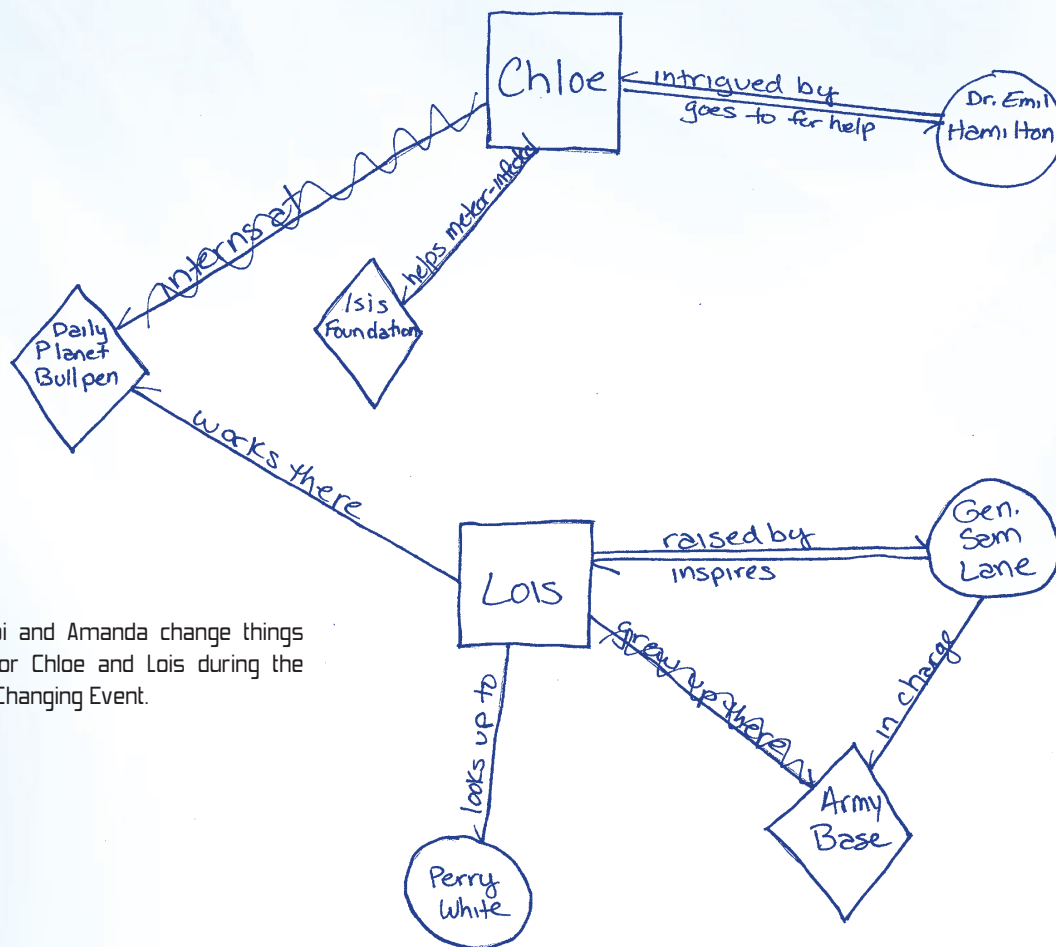 Chloe
intrigued by
goes to for help
Dr. Emil
Hamilton
interns at
helps meteor-infected
Isis
Foundation
Daily
Planet
Bullpen
works there
Lois
raised by
inspires
Gen.
Sam
Lane
grew up there
in charge
and Amanda change things
Chloe and Lois during the
Changing Event.
looks up to
Army
Base
Perry
White